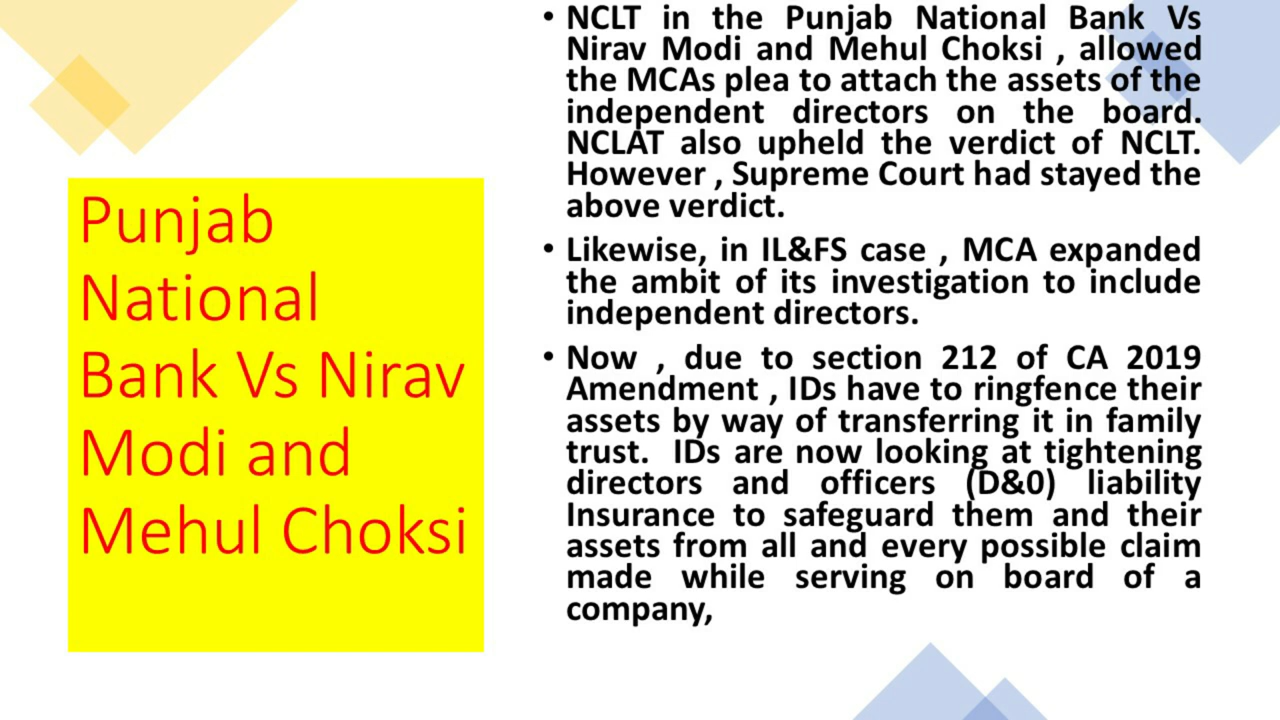 Punjab
National
Bank Vs Nirav
Modi and
Mehul Choksi
• NCLT in the Punjab National Bank Vs
Nirav Modi and Mehul Choksi , allowed
the MCAs plea to attach the assets of the
independent directors on the board.
NCLAT also upheld the verdict of NCLT.
However , Supreme Court had stayed the
above verdict.
• Likewise, in IL&FS case , MCA expanded
the ambit of its investigation to include
independent directors.
• Now , due to section 212 of CA 2019
Amendment , IDs have to ringfence their
assets by way of transferring it in family
trust. IDs are now looking at tightening
directors and officers (D&0) liability
Insurance to safeguard them and their
assets from all and every possible claim
made while serving on board of a
company,